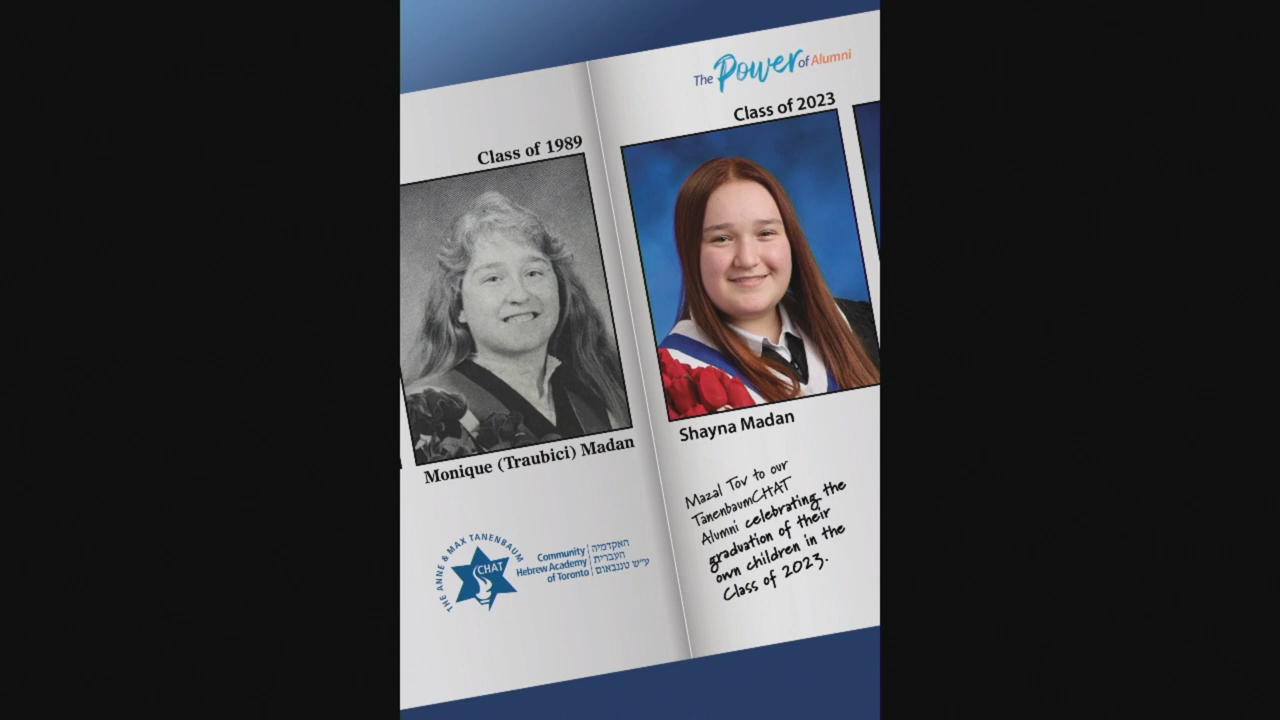 Class of 1989
Monique (Traubici) Madan
THE ANNE & MAX TANENBAUM
CHAT
Community
Hebrew Academy
of Toronto
האקדמיה
העברית
ע״ש טננבאום
The Power of Alumni
Class of 2023
Shayna Madan
Mazal Tov to our
TanenbaumCHAT
Alumni celebrating the
graduation of their
own children in the
Class of 2023.